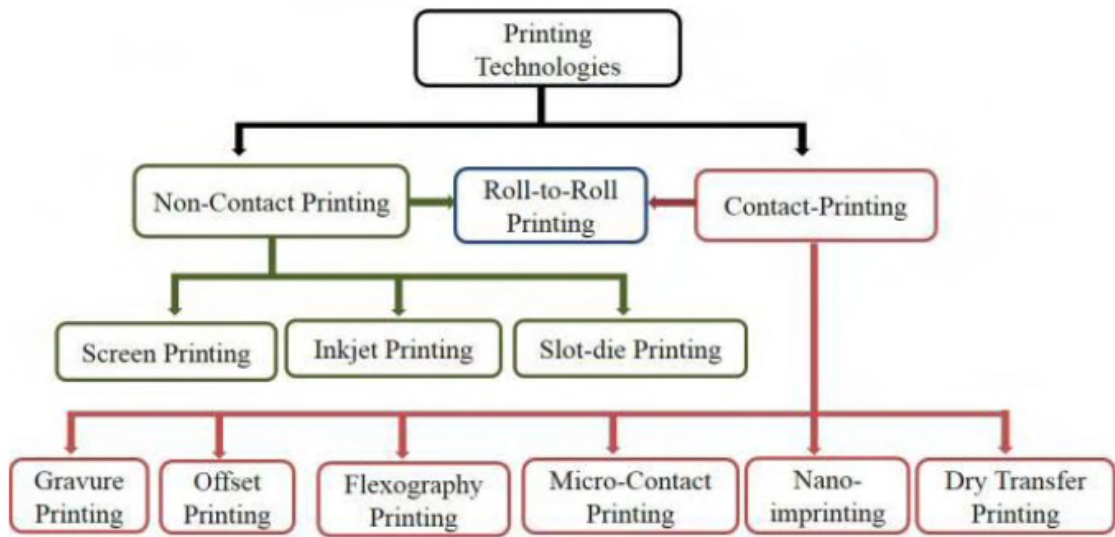 Printing
Technologies
Non-Contact Printing
Roll-to-Roll
Printing
Contact-Printing
Screen Printing
Inkjet Printing
Slot-die Printing
Gravure
Printing
Offset
Printing
Flexography
Printing
Micro-Contact
Printing
Nano-
imprinting
Dry Transfer
Printing